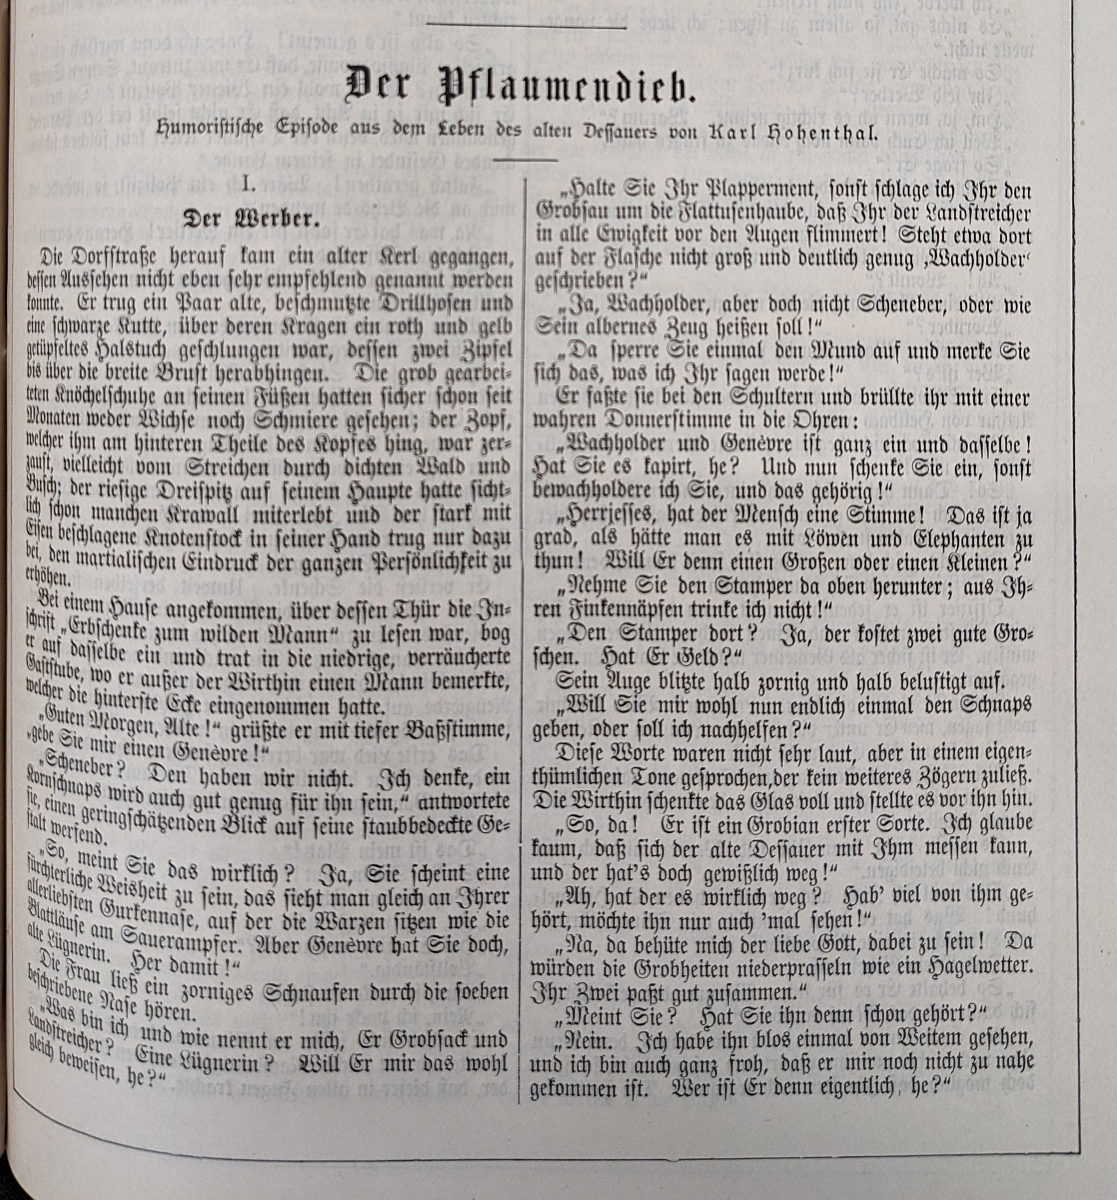 Der Pflaumendieb.
Humoristische Episode aus dem Leben des alten Dessauers von Karl Hohenthal.
I.
Der Werber.
Die Dorfstraße herauf kam ein alter Kerl gegangen,
dessen Aussehen nicht eben sehr empfehlend genannt werden
konnte. Er trug ein Paar alte, beschmutzte Drillhosen und
eine schwarze Kutte, über deren Kragen ein roth und gelb
getüpfeltes Halstuch geschlungen war, dessen zwei Zipfel
bis über die breite Brust herabhingen. Die grob gearbei-
teten Knöchelschuhe an seinen Füßen hatten sicher schon seit
Monaten weder Wichse noch Schmiere gesehen; der Zopf,
welcher ihm am hinteren Theile des Kopfes hing, war zer-
zaust, vielleicht vom Streichen durch dichten Wald und
Busch; der riesige Dreispitz auf seinem Haupte hatte sicht-
lich schon manchen Krawall miterlebt und der stark mit
Eisen beschlagene Knotenstock in seiner Hand trug nur dazu
bei, den martialischen Eindruck der ganzen Persönlichkeit zu
erhöhen.
Bei einem Hause angekommen, über dessen Thür die In-
schrift „Erbschenke zum wilden Mann“ zu lesen war, bog
er auf dasselbe ein und trat in die niedrige, verräucherte
Gaststube, wo er außer der Wirthin einen Mann bemerkte,
welcher die hinterste Ecke eingenommen hatte.
„Guten Morgen, Alte!“ grüßte er mit tiefer Baßstimme,
„gebe Sie mir einen Genèvre!“
„Scheneber? Den haben wir nicht. Ich denke, ein
Kornschnaps wird auch gut genug für ihn sein,“ antwortete
sie, einen geringschätzenden Blick auf seine staubbedeckte Ge-
stalt werfend.
„So, meint Sie das wirklich? Ja, Sie scheint eine
fürchterliche Weisheit zu sein, das sieht man gleich an Ihrer
allerliebsten Gurkennase, auf der die Warzen sitzen wie die
Blattläuse am Sauerampfer. Aber Genèvre hat Sie doch,
alte Lügnerin. Her damit!“
Die Frau ließ ein zorniges Schnaufen durch die soeben
beschriebene Nase hören.
„Was bin ich und wie nennt er mich, Er Grobsack und
Landstreicher? Eine Lügnerin? Will Er mir das wohl
gleich beweisen, he?“
„Halte Sie Ihr Plapperment, sonst schlage ich Ihr den
Grobsau um die Flattusenhaube, daß Ihr der Landstreicher
in alle Ewigkeit vor den Augen flimmert! Steht etwa dort
auf der Flasche nicht groß und deutlich genug ‚Wachholder‘
geschrieben?“
„Ja, Wachholder, aber doch nicht Scheneber, oder wie
Sein albernes Zeug heißen soll!“
„Da sperre Sie einmal den Mund auf und merke Sie
sich das, was ich Ihr sagen werde!“
Er faßte sie bei den Schultern und brüllte ihr mit einer
wahren Donnerstimme in die Ohren:
„Wachholder und Genèvre ist ganz ein und dasselbe!
Hat Sie es kapirt, he? Und nun schenke Sie ein, sonst
bewachholdere ich Sie, und das gehörig!“
„Herrjesses, hat der Mensch eine Stimme! Das ist ja
grad, als hätte man es mit Löwen und Elephanten zu
thun! Will Er denn einen Großen oder einen Kleinen?“
„Nehme Sie den Stamper da oben herunter; aus Ih-
ren Finkennäpfen trinke ich nicht!“
„Den Stamper dort? Ja, der kostet zwei gute Gro-
schen. Hat Er Geld?“
Sein Auge blitzte halb zornig und halb belustigt auf.
„Will Sie mir wohl nun endlich einmal den Schnaps
geben, oder soll ich nachhelfen?“
Diese Worte waren nicht sehr laut, aber in einem eigen-
thümlichen Tone gesprochen, der kein weiteres Zögern zuließ.
Die Wirthin schenkte das Glas voll und stellte es vor ihn hin.
„So, da! Er ist ein Grobian erster Sorte. Ich glaube
kaum, daß sich der alte Dessauer mit Ihm messen kann,
und der hat's doch gewißlich weg!“
„Ah, hat der es wirklich weg? Hab' viel von ihm ge-
hört, möchte ihn nur auch 'mal sehen!“
„Na, da behüte mich der liebe Gott, dabei zu sein! Da
würden die Grobheiten niederprasseln wie ein Hagelwetter.
Ihr Zwei paßt gut zusammen.“
„Meint Sie? Hat Sie ihn denn schon gehört?“
„Nein. Ich habe ihn blos einmal von Weitem gesehen,
und ich bin auch ganz froh, daß er mir noch nicht zu nahe
gekommen ist. Wer ist Er denn eigentlich, he?“